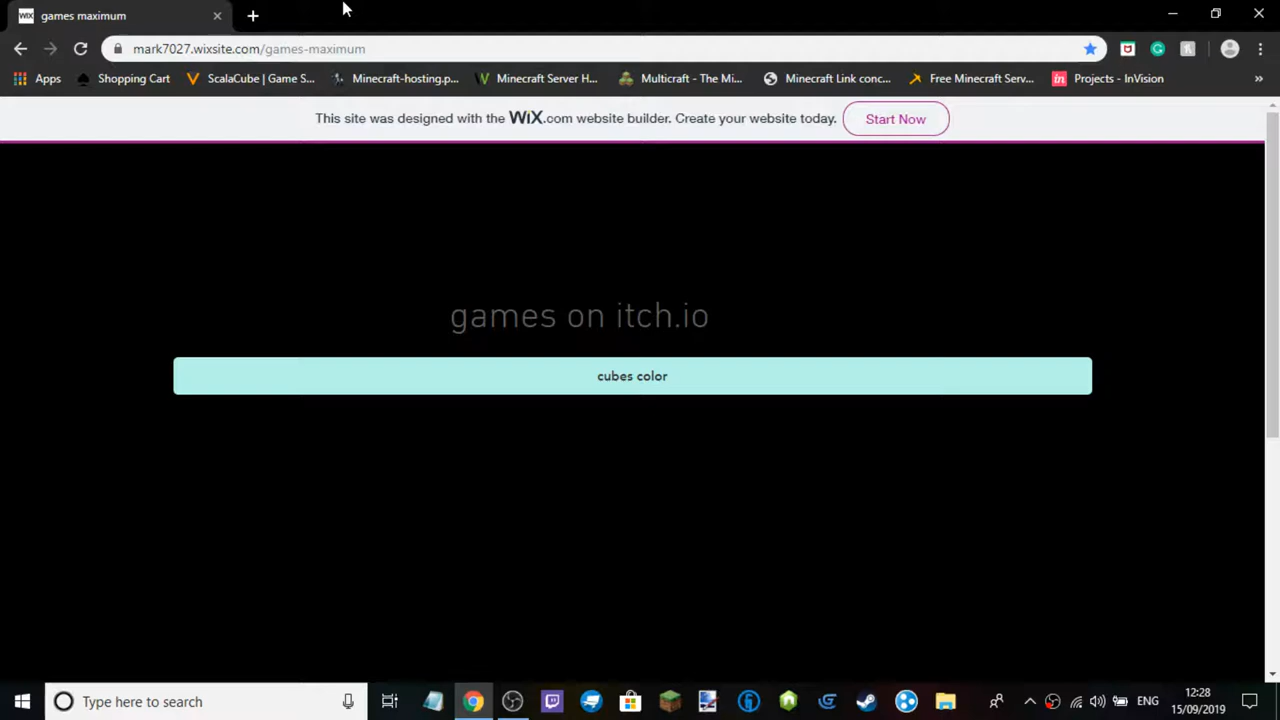 WiX games maximum
mark7027.wixsite.com/games-maximum
Apps Shopping Cart ScalaCube | Game S... Minecraft-hosting.p... Minecraft Server H... Multicraft - The Mi... Minecraft Link conc... Free Minecraft Serv... in Projects - InVision »
This site was designed with the WiX.com website builder. Create your website today. Start Now
games on itch.io
cubes color
Type here to search
ENG
12:28
15/09/2019